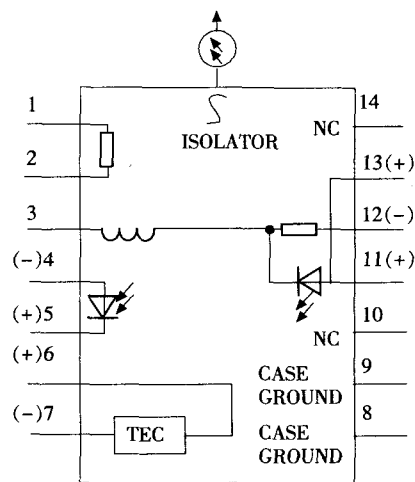 1
14
ISOLATOR
NC
2
13(+)
3
12(-)
(-)4
11(+)
(+)5
10
NC
(+)6
CASE
GROUND
9
(-)7
TEC
CASE
GROUND
8